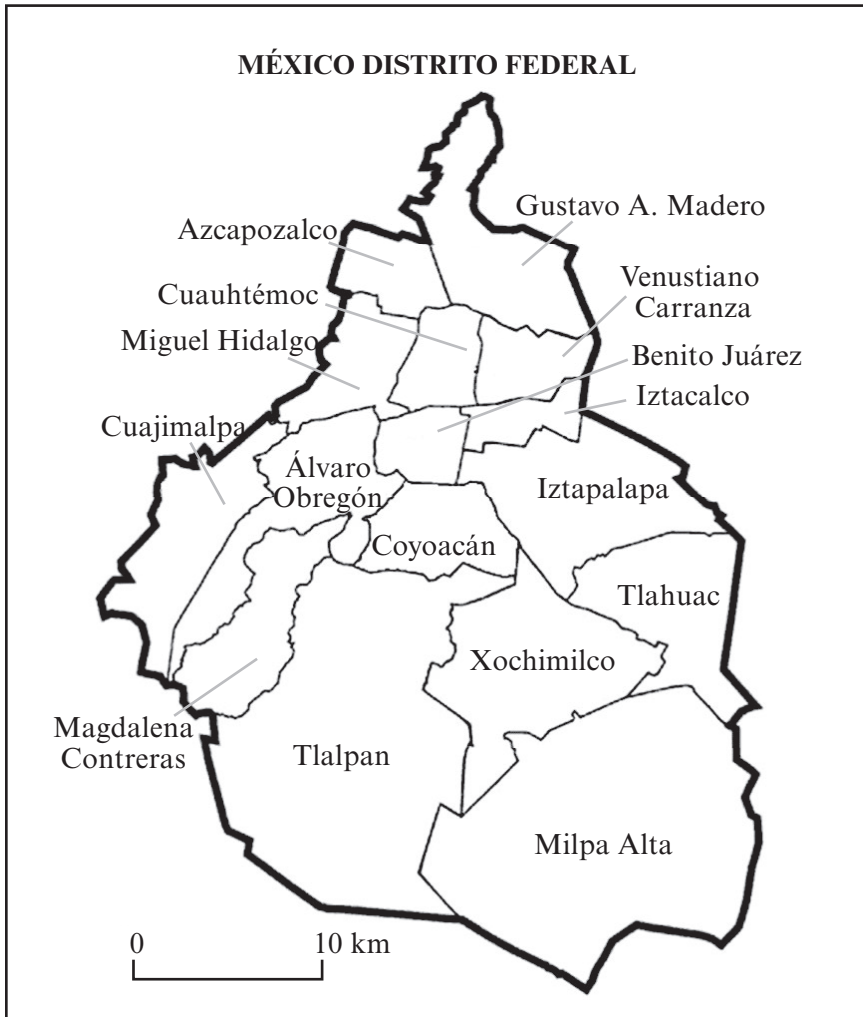 MÉXICO DISTRITO FEDERAL
Gustavo A. Madero
Azcapozalco
Venustiano
Carranza
Cuauhtémoc
Miguel Hidalgo
Benito Juárez
Iztacalco
Cuajimalpa
Álvaro
Obregón
Iztapalapa
Coyoacán
Tlahuac
Xochimilco
Magdalena
Contreras
Tlalpan
Milpa Alta
0 10 km